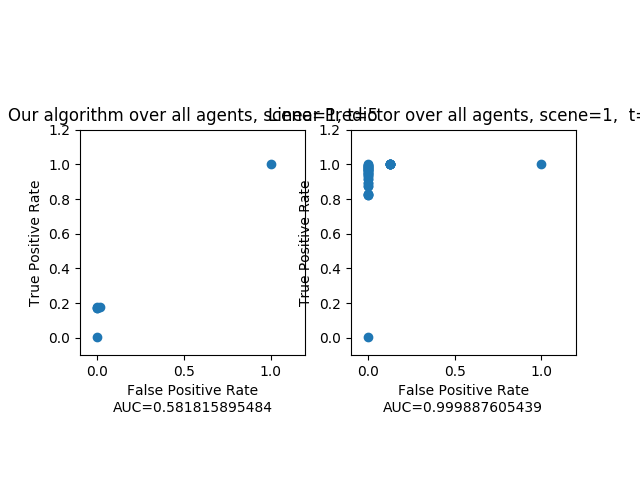 Our algorithm over all agents, scene=1, t=5
Linear Predictor over all agents, scene=1, t=
1.2
1.0
0.8
0.6
0.4
0.2
0.0
True Positive Rate
0.0 0.5 1.0
False Positive Rate
AUC=0.581815895484
1.2
1.0
0.8
0.6
0.4
0.2
0.0
True Positive Rate
0.0 0.5 1.0
False Positive Rate
AUC=0.999887605439